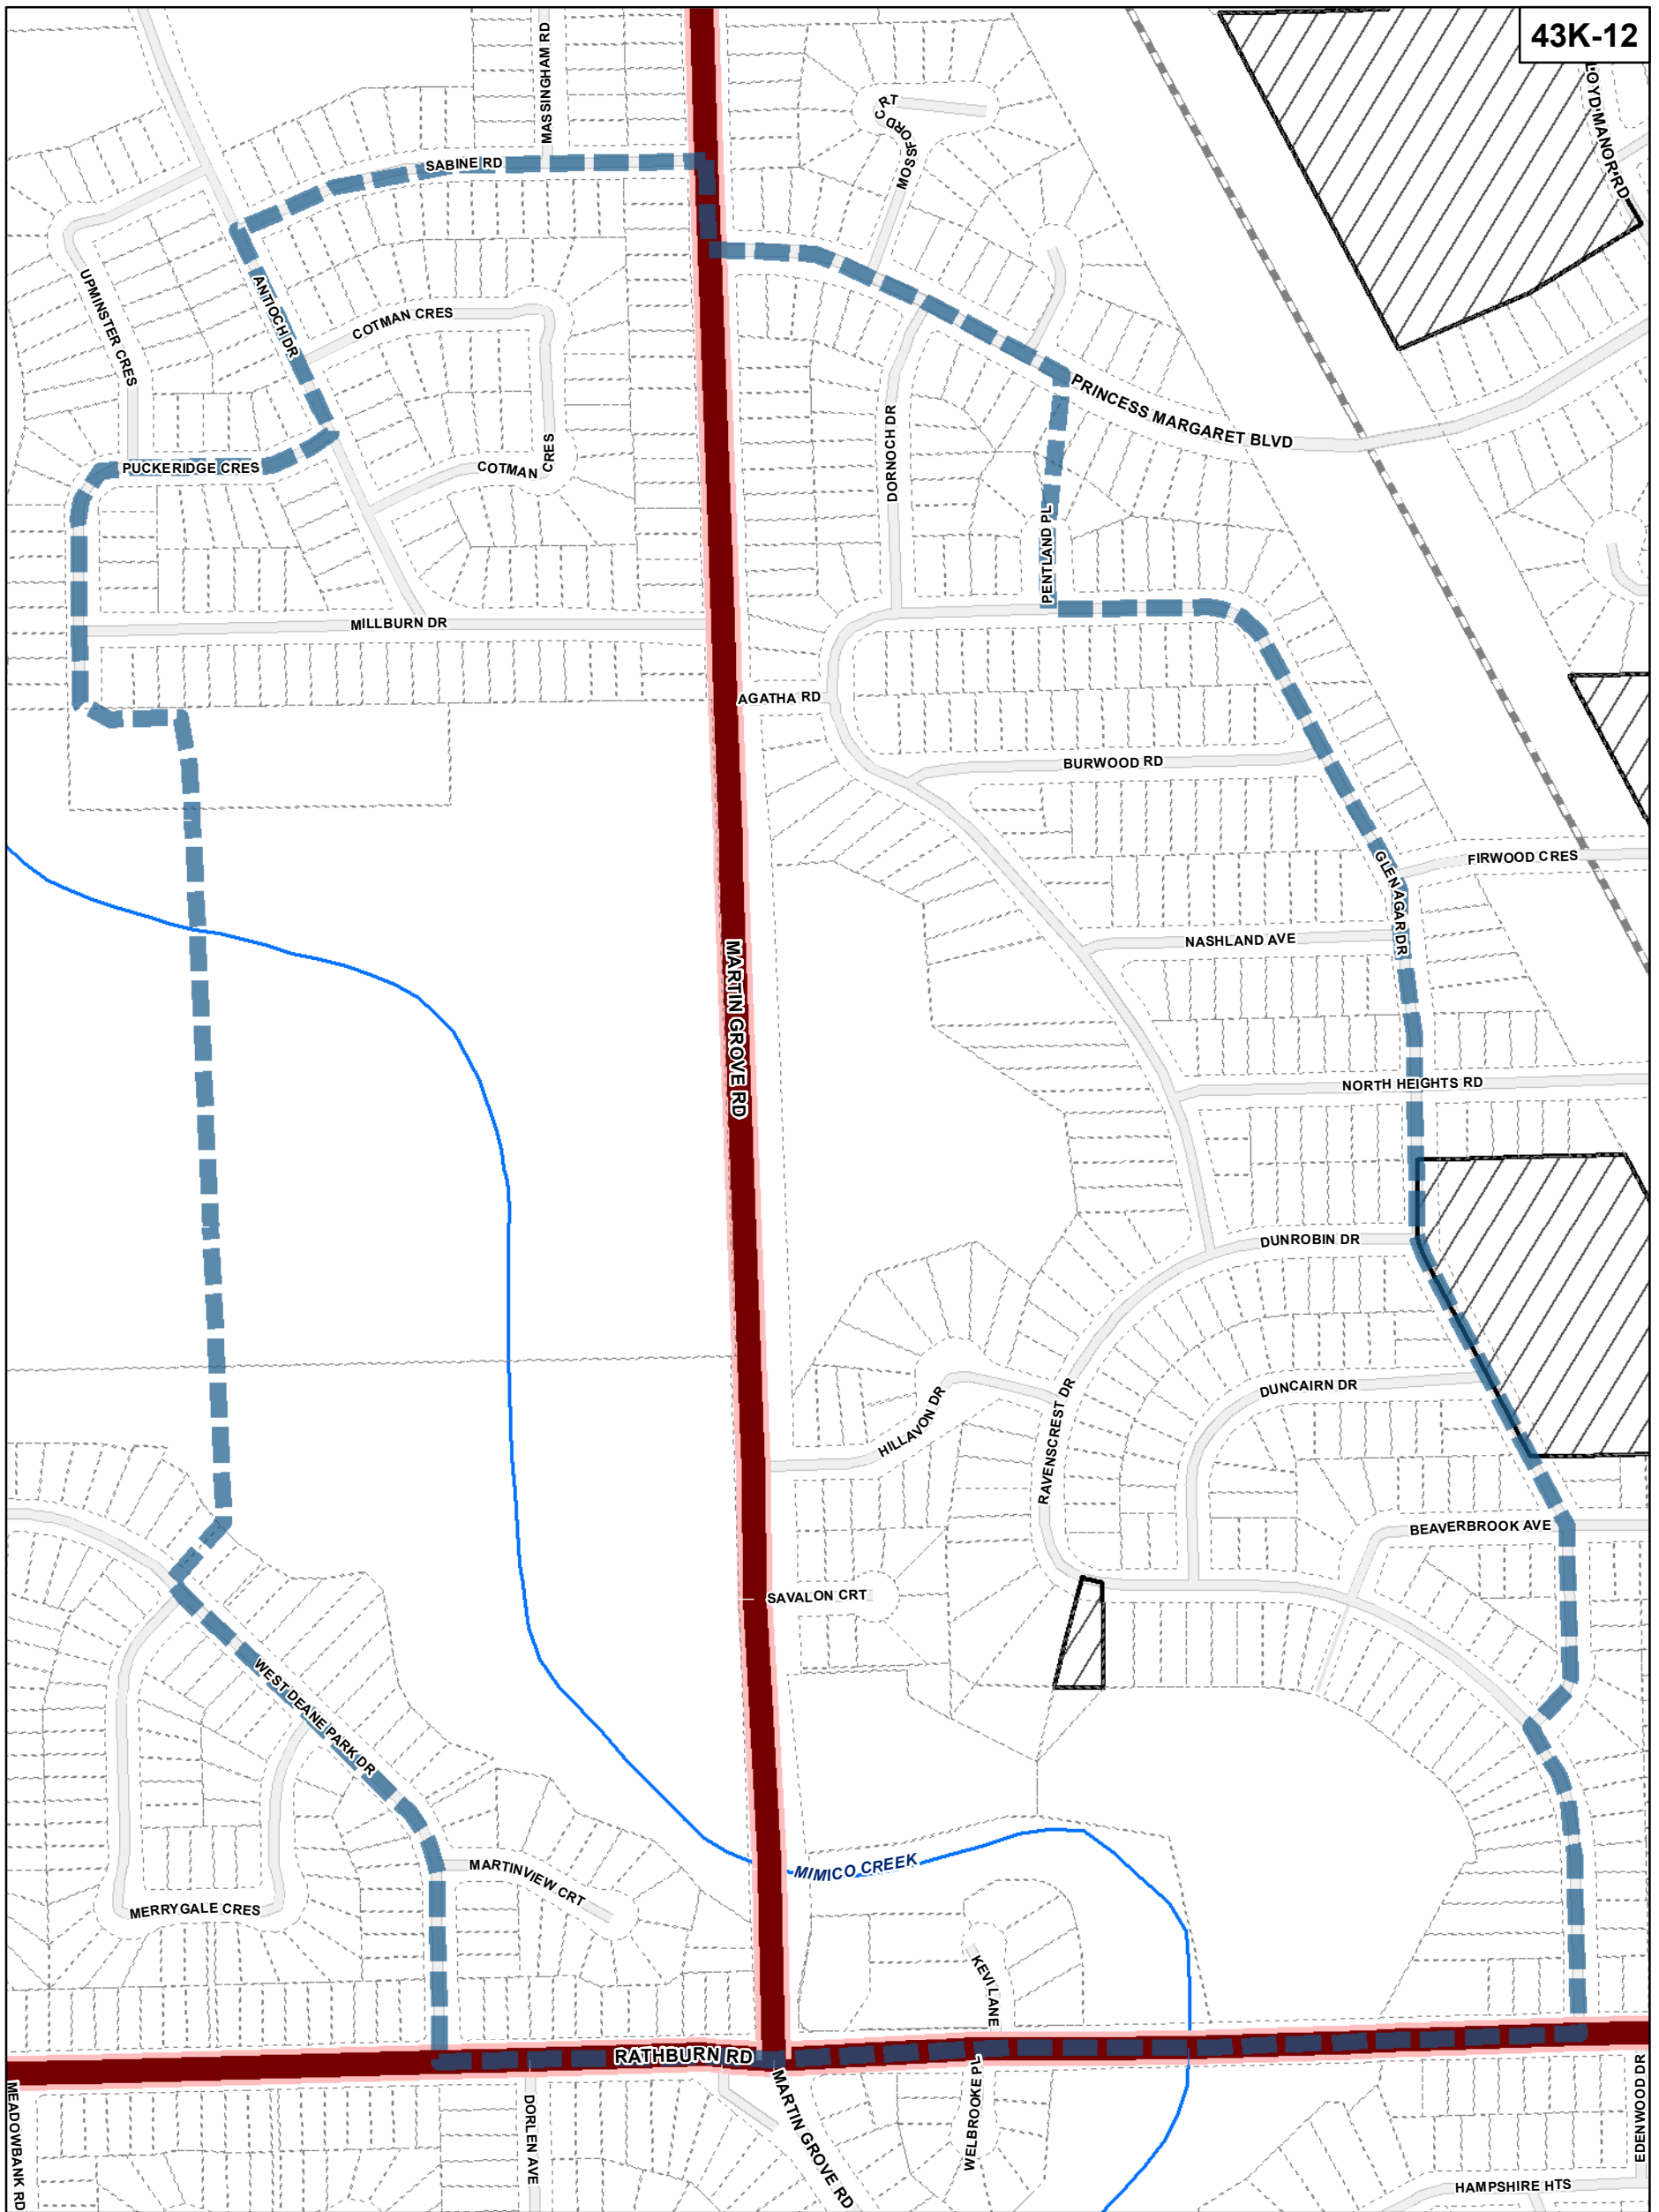 43K-12
LOYD MANOR RD
MASSINGHAM RD
MOSSFORD CRT
SABINE RD
UPMINSTER CRES
ANTIOCH DR
COTMAN CRES
PRINCESS MARGARET BLVD
DORNOCH DR
PUCKERIDGE CRES
COTMAN CRES
PENTLAND PL
MILLBURN DR
AGATHA RD
BURWOOD RD
GLEN AGAR DR
FIRWOOD CRES
NASHLAND AVE
MARTIN GROVE RD
NORTH HEIGHTS RD
DUNROBIN DR
DUNCAIRN DR
HILLAVON DR
RAVENSCREST DR
BEAVERBROOK AVE
SAVALON CRT
WEST DEANE PARK DR
MIMICO CREEK
MARTINVIEW CRT
MERRYGALE CRES
KEVI LANE
RATHBURN RD
MEADOWBANK RD
DORLEN AVE
MARTIN GROVE RD
WELBROOKE PL
EDENWOOD DR
HAMPSHIRE HTS